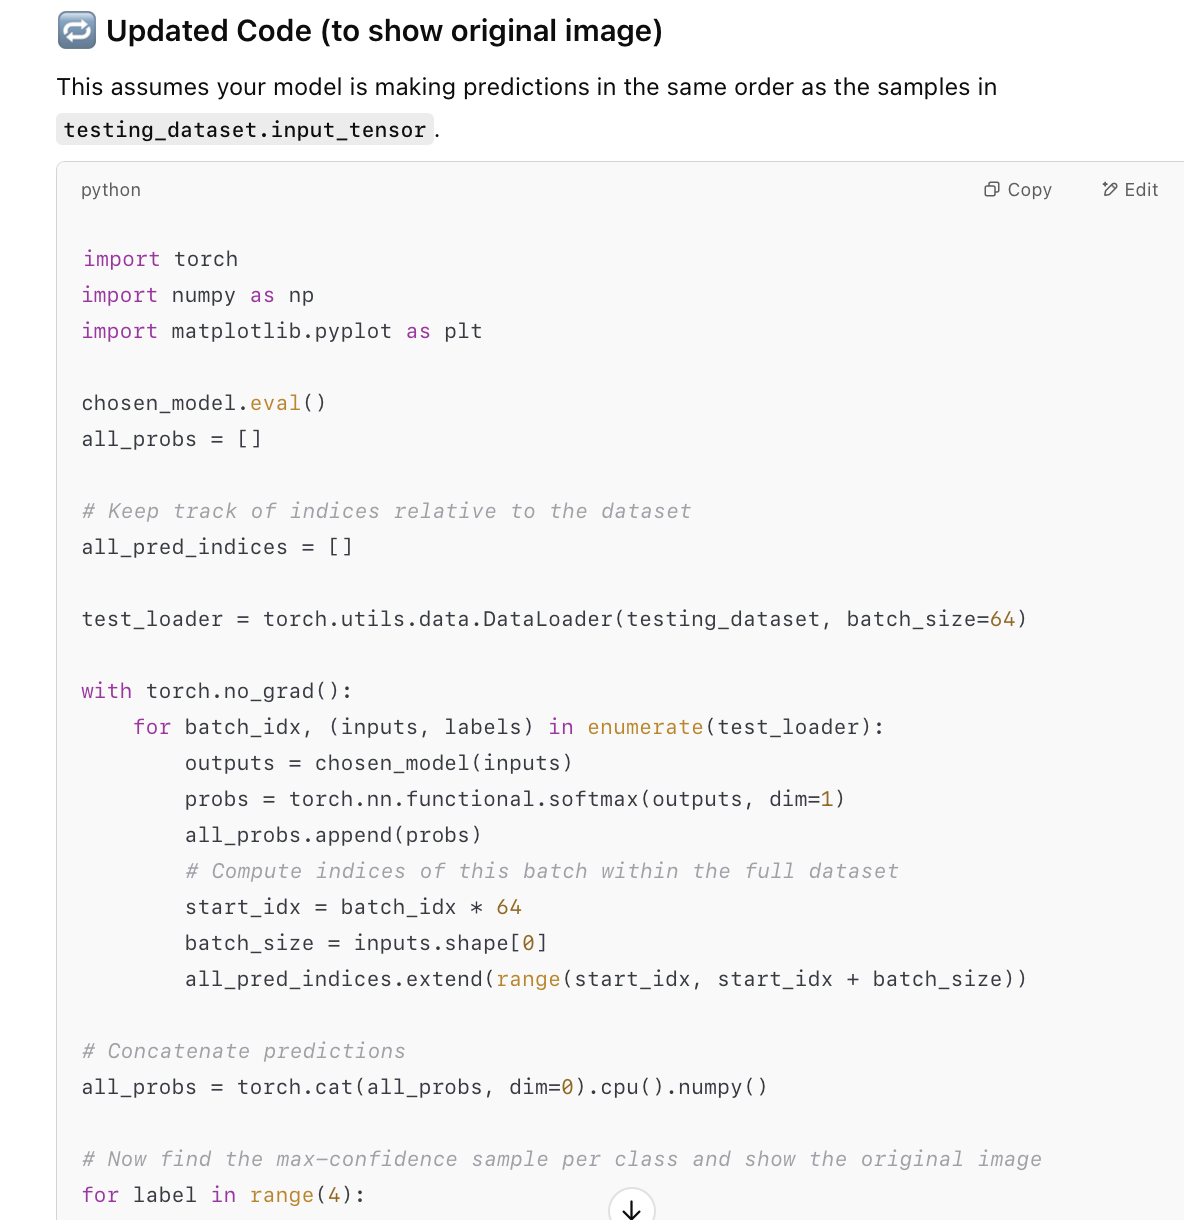 Updated Code (to show original image)
This assumes your model is making predictions in the same order as the samples in
testing_dataset.input_tensor.
python Copy Edit
import torch
import numpy as np
import matplotlib.pyplot as plt
chosen_model.eval()
all_probs = []
# Keep track of indices relative to the dataset
all_pred_indices = []
test_loader = torch.utils.data.DataLoader(testing_dataset, batch_size=64)
with torch.no_grad():
    for batch_idx, (inputs, labels) in enumerate(test_loader):
        outputs = chosen_model(inputs)
        probs = torch.nn.functional.softmax(outputs, dim=1)
        all_probs.append(probs)
        # Compute indices of this batch within the full dataset
        start_idx = batch_idx * 64
        batch_size = inputs.shape[0]
        all_pred_indices.extend(range(start_idx, start_idx + batch_size))
# Concatenate predictions
all_probs = torch.cat(all_probs, dim=0).cpu().numpy()
# Now find the max-confidence sample per class and show the original image
for label in range(4):